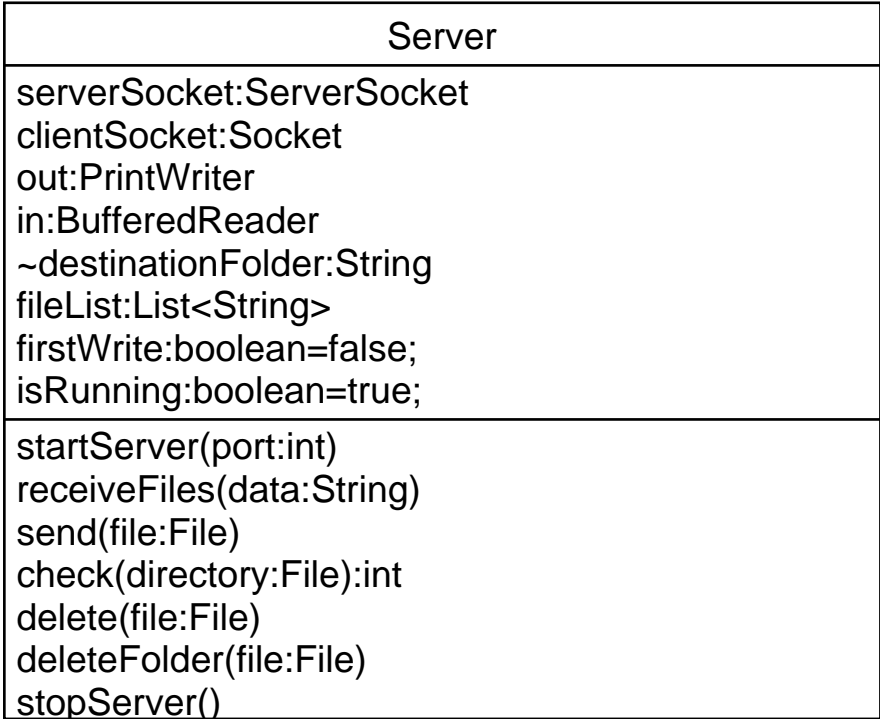 Server
serverSocket:ServerSocket
clientSocket:Socket
out:PrintWriter
in:BufferedReader
~destinationFolder:String
fileList:List<String>
firstWrite:boolean=false;
isRunning:boolean=true;
startServer(port:int)
receiveFiles(data:String)
send(file:File)
check(directory:File):int
delete(file:File)
deleteFolder(file:File)
stopServer()